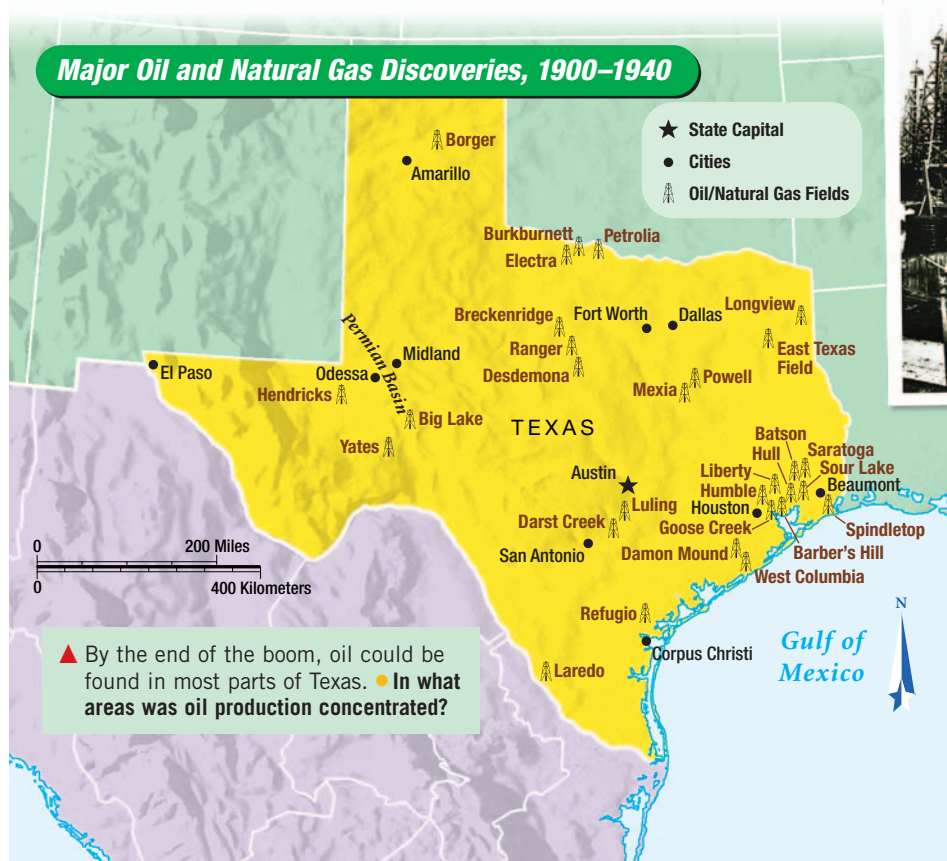 Major Oil and Natural Gas Discoveries, 1900–1940
State Capital
Cities
Oil/Natural Gas Fields
Borger
Amarillo
Burkburnett
Petrolia
Electra
Breckenridge
Fort Worth
Dallas
Longview
Ranger
East Texas
Field
Desdemona
Permian Basin
Midland
El Paso
Odessa
Hendricks
Mexia
Powell
Big Lake
Yates
TEXAS
Batson
Hull
Saratoga
Sour Lake
Liberty
Beaumont
Austin
Humble
Houston
Luling
Goose Creek
Spindletop
Darst Creek
San Antonio
Damon Mound
Barber's Hill
West Columbia
0
200 Miles
0
400 Kilometers
Refugio
Corpus Christi
Laredo
N
Gulf of
Mexico
By the end of the boom, oil could be
found in most parts of Texas. In what
areas was oil production concentrated?